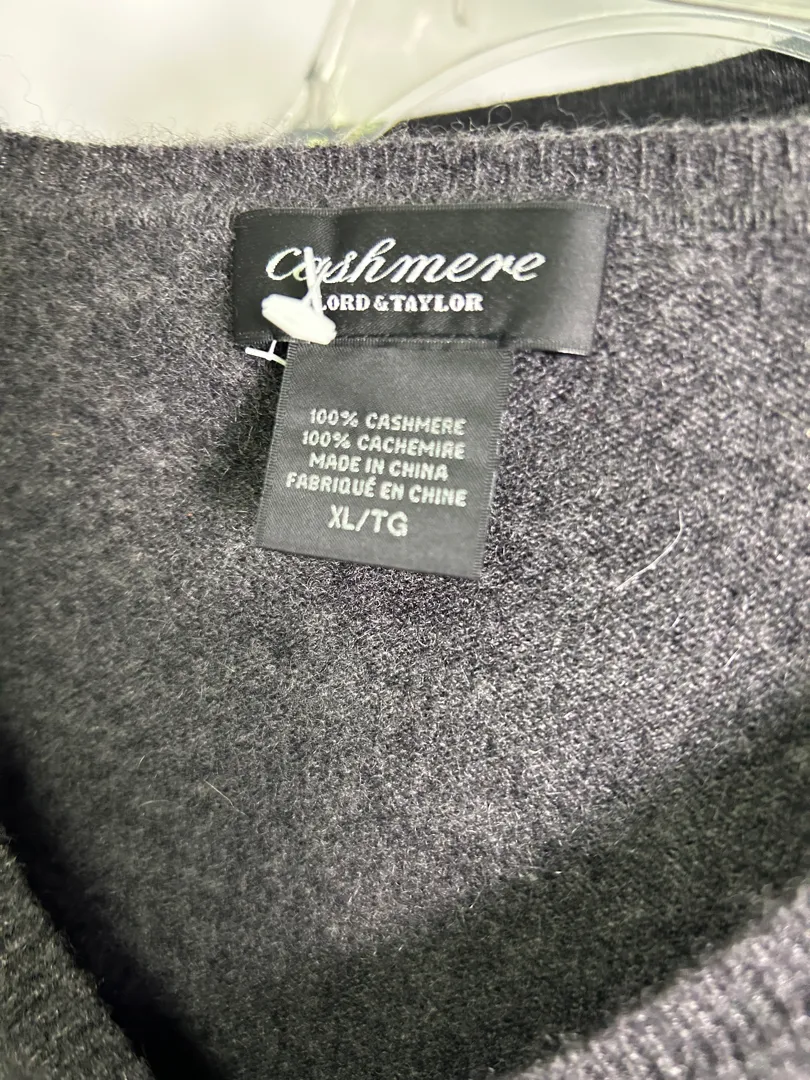 Cashmere
LORD & TAYLOR
100% CASHMERE
100% CACHEMIRE
MADE IN CHINA
FABRIQUÉ EN CHINE
XL/TG